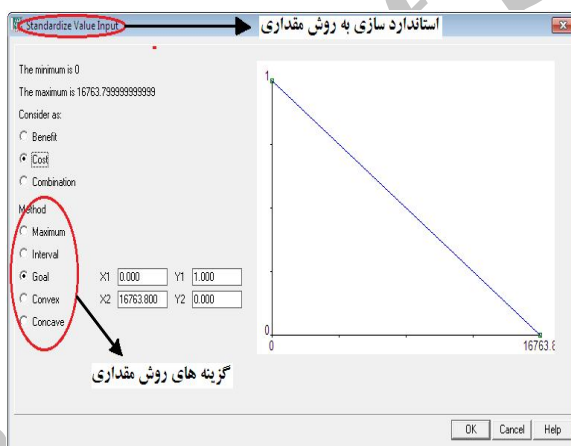 Standardize Value Input
استاندارد سازی به روش مقداری
The minimum is 0
The maximum is 16763.799999999999
Consider as:
Benefit
Cost
Combination
Method
Maximum
Interval
Goal X1 0.000 Y1 1.000
Convex X2 16763.800 Y2 0.000
Concave
1
0
0 16763.8
گزینه های روش مقداری
OK Cancel Help